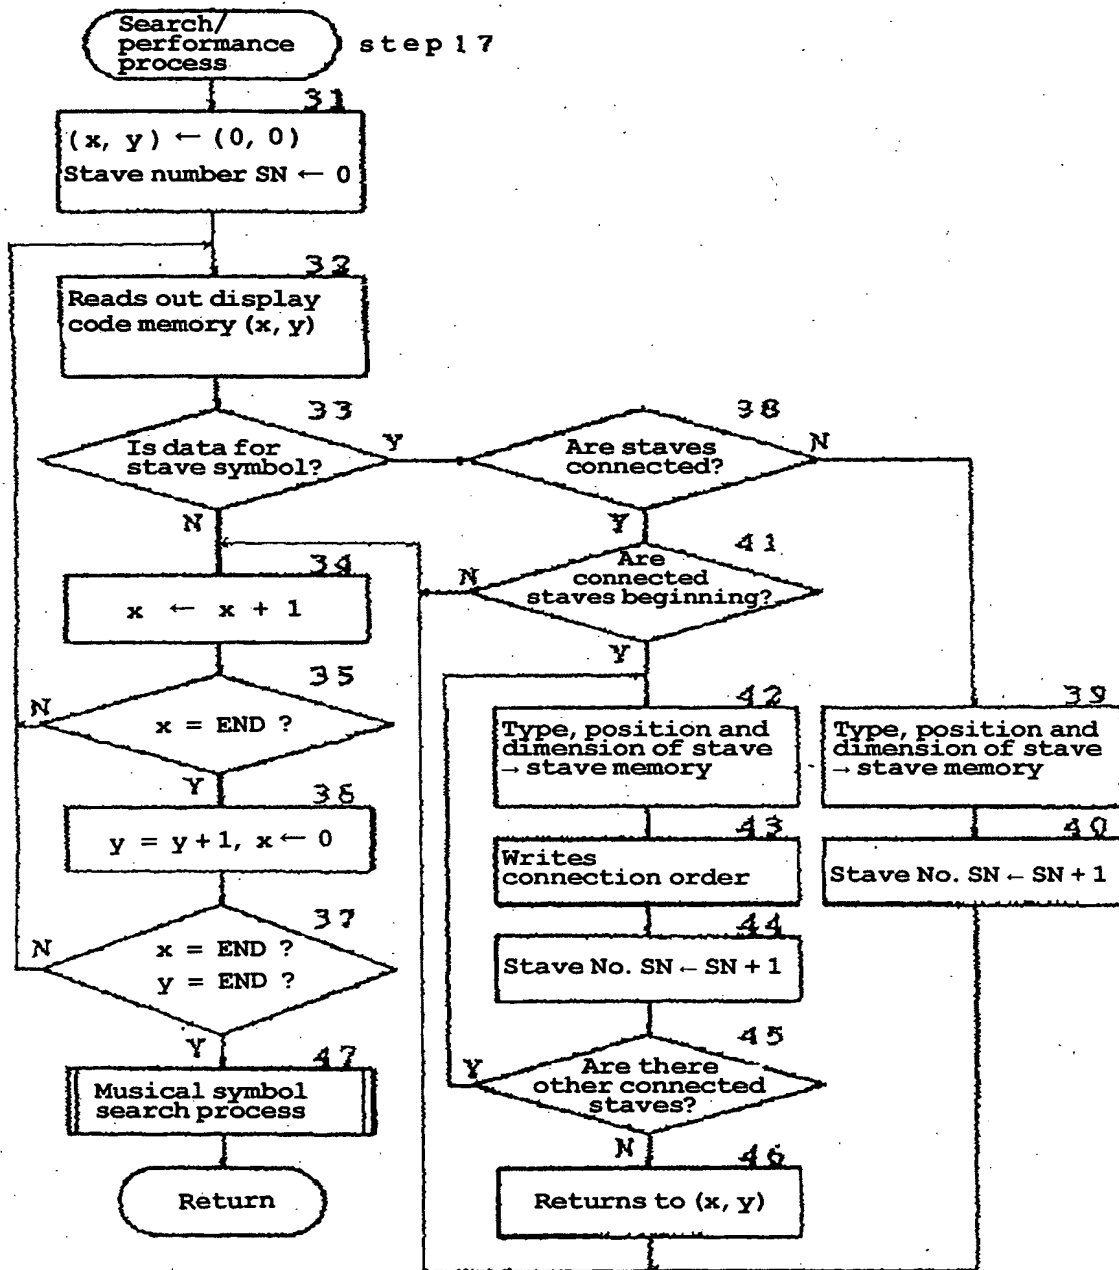 Search/
performance
process
step17
31
(x, y) ← (0, 0)
Stave number SN ← 0
32
Reads out display
code memory (x, y)
33
Is data for
stave symbol?
Y
N
38
Are staves
connected?
N
Y
34
x ← x + 1
41
Are
connected
staves beginning?
N
Y
35
x = END ?
N
Y
42
Type, position and
dimension of stave
→ stave memory
39
Type, position and
dimension of stave
→ stave memory
36
y = y+1, x ← 0
43
Writes
connection order
40
Stave No. SN ← SN + 1
37
x = END ?
y = END ?
N
Y
44
Stave No. SN ← SN + 1
45
Are there
other connected
staves?
Y
N
47
Musical symbol
search process
46
Returns to (x, y)
Return